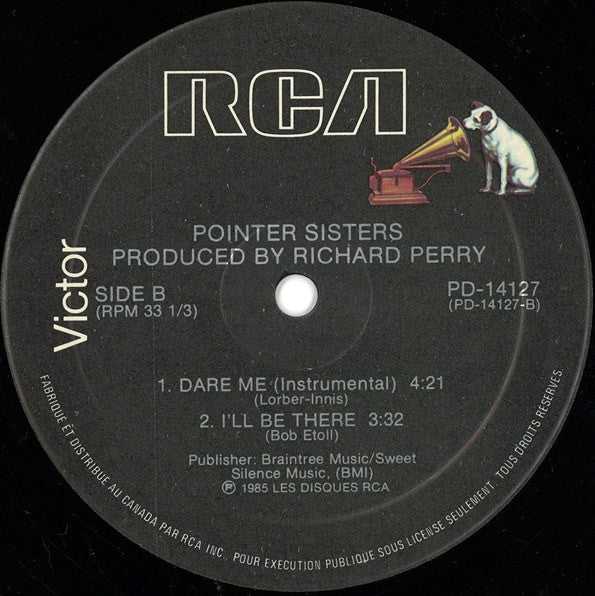 RCA
Victor
POINTER SISTERS
PRODUCED BY RICHARD PERRY
SIDE B
(RPM 33 1/3)
PD-14127
(PD-14127-B)
1. DARE ME (Instrumental) 4:21
(Lorber-Innis)
2. I'LL BE THERE 3:32
(Bob Etoll)
Publisher: Braintree Music/Sweet
Silence Music, (BMI)
℗ 1985 LES DISQUES RCA
FABRIQUÉ ET DISTRIBUE AU CANADA PAR RCA INC., POUR EXECUTION PUBLIQUE SOUS LICENSE SEULEMENT. TOUS DROITS RESERVES